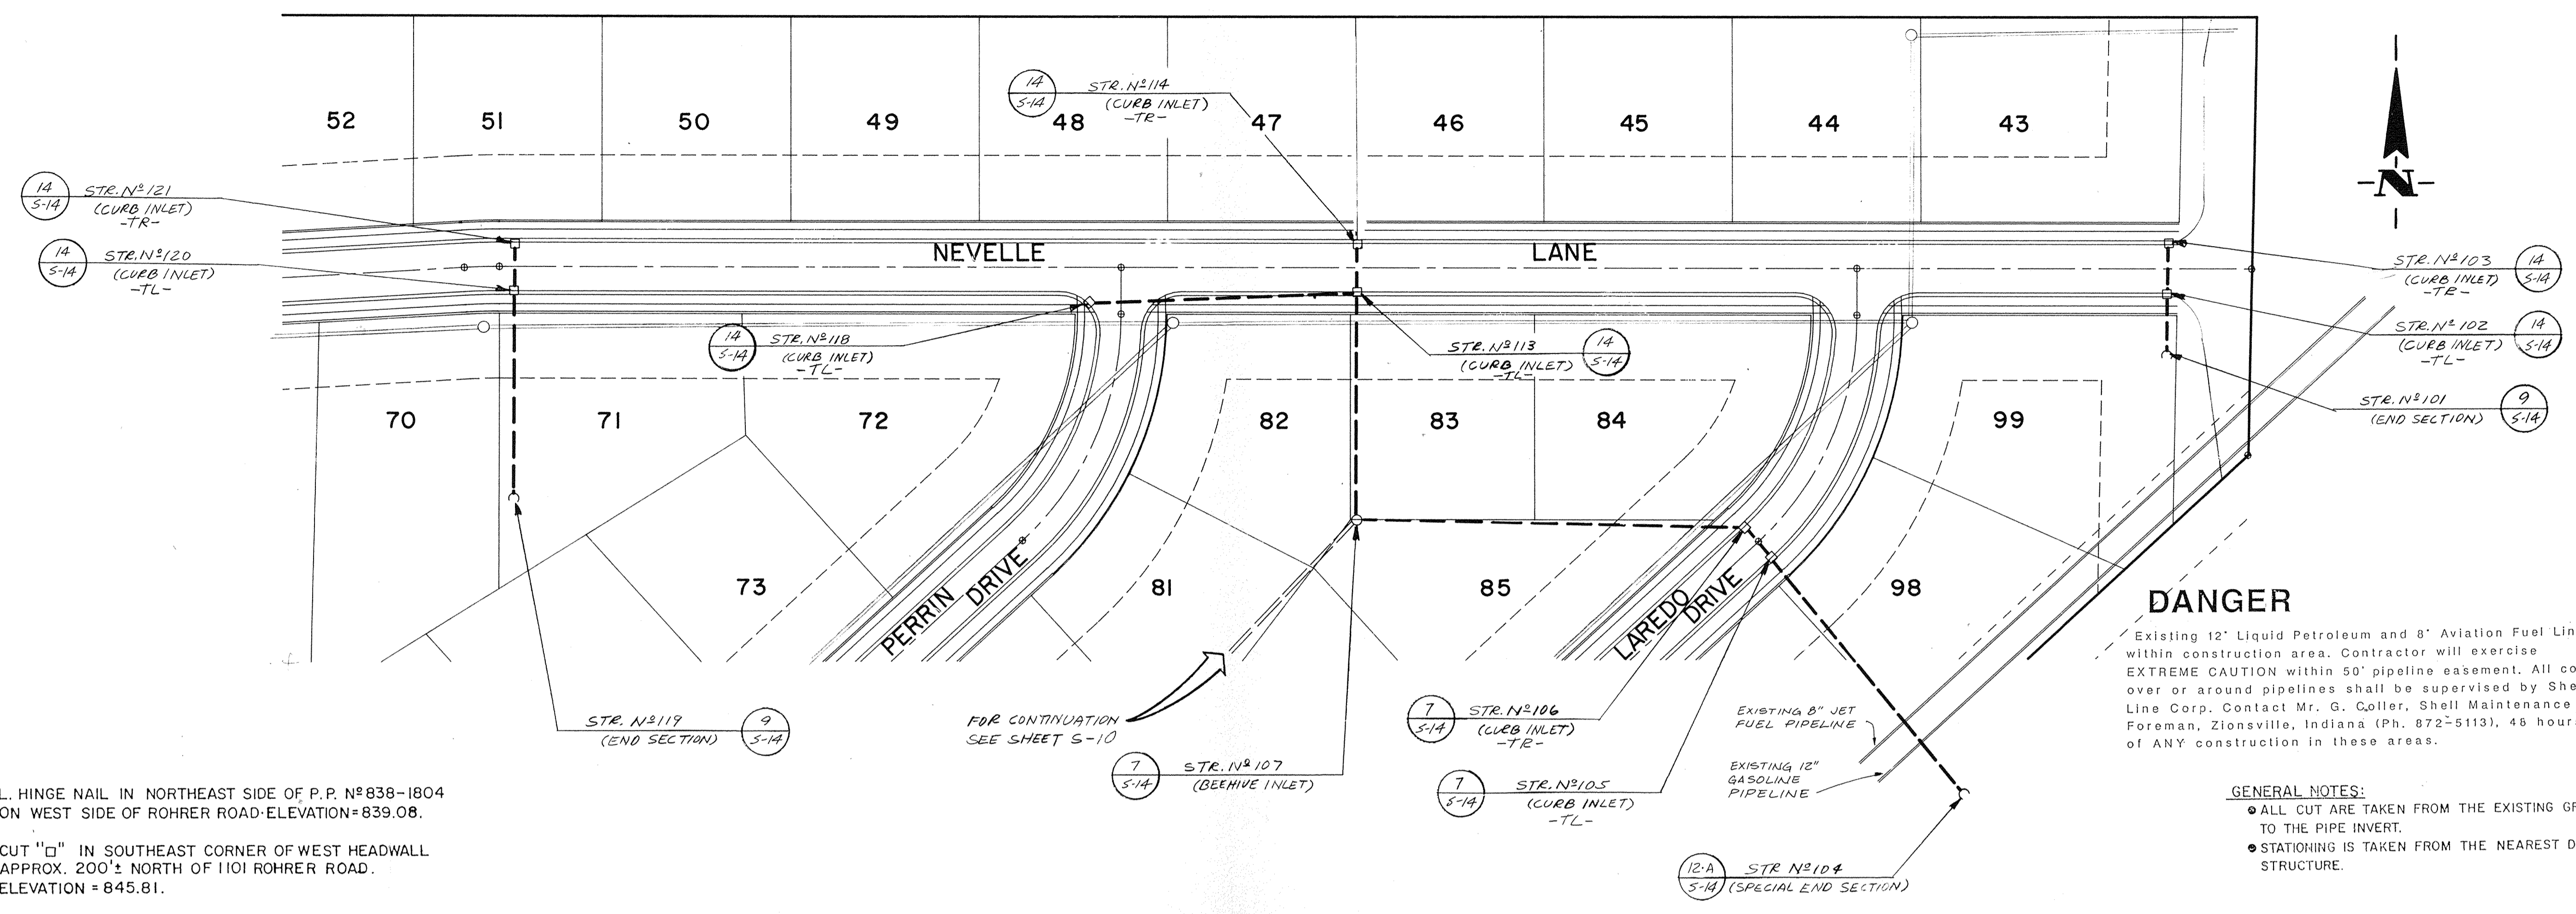 52
51
50
49
48
47
46
45
44
43
14
S-14
STR. Nº 114
(CURB INLET)
-TR-
14
S-14
STR. Nº 121
(CURB INLET)
-TR-
14
S-14
STR. Nº 120
(CURB INLET)
-TL-
NEVELLE LANE
N
STR. Nº 103
(CURB INLET)
-TR-
14
S-14
STR. Nº 102
(CURB INLET)
-TL-
14
S-14
STR. Nº 101
(END SECTION)
9
S-14
14
S-14
STR. Nº 118
(CURB INLET)
-TL-
STR. Nº 113
(CURB INLET)
-TL-
14
S-14
70
71
72
82
83
84
99
73
81
85
98
PERRIN DRIVE
LAREDO DRIVE
STR. Nº 119
(END SECTION)
9
S-14
FOR CONTINUATION
SEE SHEET S-10
7
S-14
STR. Nº 107
(BEEHIVE INLET)
7
S-14
STR. Nº 106
(CURB INLET)
-TR-
7
S-14
STR. Nº 105
(CURB INLET)
-TL-
12-A
S-14
STR Nº 104
(SPECIAL END SECTION)
EXISTING 8" JET
FUEL PIPELINE
EXISTING 12"
GASOLINE
PIPELINE
DANGER
Existing 12" Liquid Petroleum and 8" Aviation Fuel Lin
within construction area. Contractor will exercise
EXTREME CAUTION within 50' pipeline easement. All co
over or around pipelines shall be supervised by She
Line Corp. Contact Mr. G. Coller, Shell Maintenance
Foreman, Zionsville, Indiana (Ph. 872-5113), 48 hour
of ANY construction in these areas.
GENERAL NOTES:
ALL CUT ARE TAKEN FROM THE EXISTING GR
TO THE PIPE INVERT.
STATIONING IS TAKEN FROM THE NEAREST D
STRUCTURE.
L. HINGE NAIL IN NORTHEAST SIDE OF P.P. Nº 838-1804
ON WEST SIDE OF ROHRER ROAD·ELEVATION=839.08.
CUT "□" IN SOUTHEAST CORNER OF WEST HEADWALL
APPROX. 200'± NORTH OF 1101 ROHRER ROAD.
ELEVATION = 845.81.